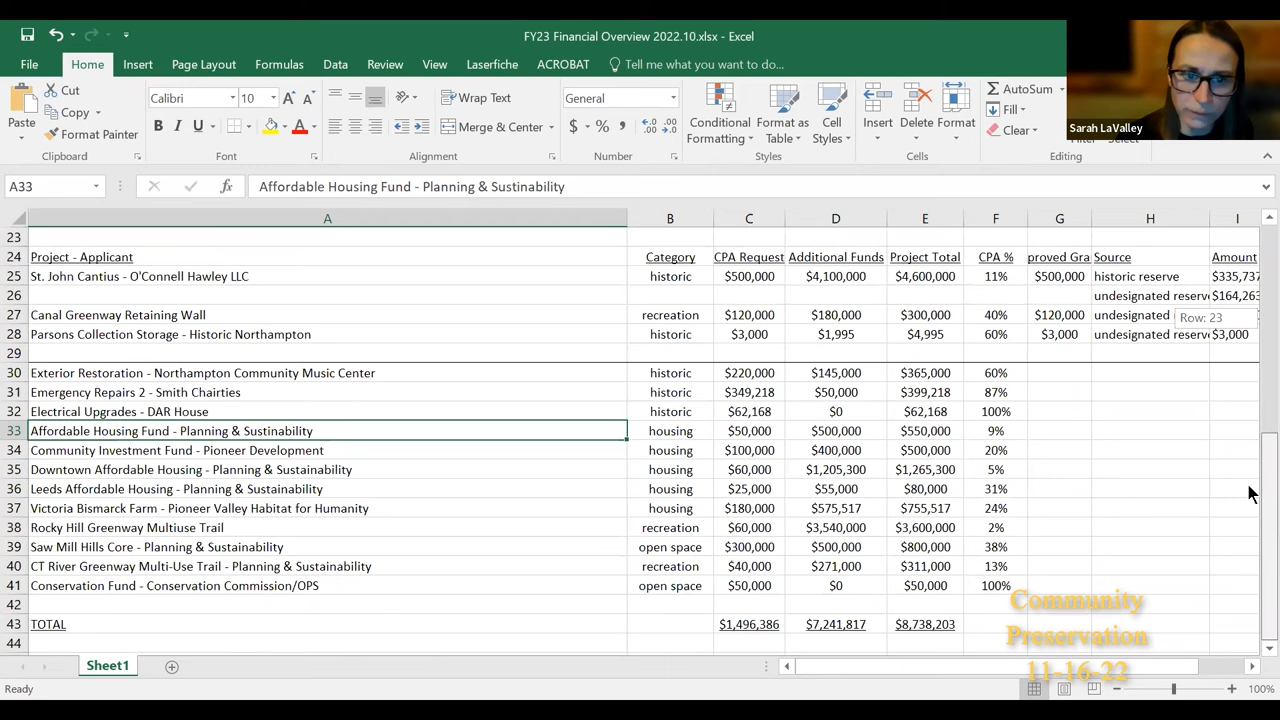 FY23 Financial Overview 2022.10.xlsx - Excel
File Home Insert Page Layout Formulas Data Review View Laserfiche ACROBAT Tell me what you want to do...
Sarah LaValley
Paste Cut Copy Format Painter Clipboard
Calibri 10 B I U A Font
Wrap Text Merge & Center Alignment
General $ % , Number
Conditional Formatting Format as Table Cell Styles Styles
Insert Delete Format Cells
AutoSum Fill Clear Editing
A33 fx Affordable Housing Fund - Planning & Sustinability
A B C D E F G H I
23
24 Project - Applicant Category CPA Request Additional Funds Project Total CPA % proved Gra Source Amount
25 St. John Cantius - O'Connell Hawley LLC historic $500,000 $4,100,000 $4,600,000 11% $500,000 historic reserve $335,737
26 undesignated reserv $164,263
27 Canal Greenway Retaining Wall recreation $120,000 $180,000 $300,000 40% $120,000 undesignated
Row: 23
28 Parsons Collection Storage - Historic Northampton historic $3,000 $1,995 $4,995 60% $3,000 undesignated reserv $3,000
29
30 Exterior Restoration - Northampton Community Music Center historic $220,000 $145,000 $365,000 60%
31 Emergency Repairs 2 - Smith Chairties historic $349,218 $50,000 $399,218 87%
32 Electrical Upgrades - DAR House historic $62,168 $0 $62,168 100%
33 Affordable Housing Fund - Planning & Sustinability housing $50,000 $500,000 $550,000 9%
34 Community Investment Fund - Pioneer Development housing $100,000 $400,000 $500,000 20%
35 Downtown Affordable Housing - Planning & Sustainability housing $60,000 $1,205,300 $1,265,300 5%
36 Leeds Affordable Housing - Planning & Sustainability housing $25,000 $55,000 $80,000 31%
37 Victoria Bismarck Farm - Pioneer Valley Habitat for Humanity housing $180,000 $575,517 $755,517 24%
38 Rocky Hill Greenway Multiuse Trail recreation $60,000 $3,540,000 $3,600,000 2%
39 Saw Mill Hills Core - Planning & Sustainability open space $300,000 $500,000 $800,000 38%
40 CT River Greenway Multi-Use Trail - Planning & Sustainability recreation $40,000 $271,000 $311,000 13%
41 Conservation Fund - Conservation Commission/OPS open space $50,000 $0 $50,000 100%
42
43 TOTAL $1,496,386 $7,241,817 $8,738,203
44
Community
Preservation
11-16-22
Sheet1
Ready 100%